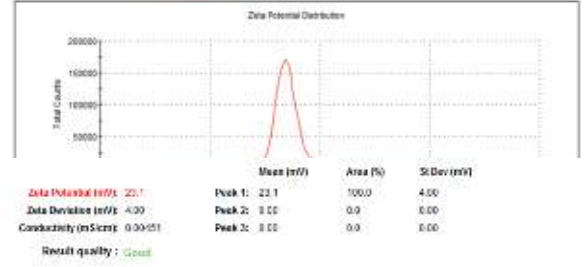 Zeta Potential Distribution
200000
150000
100000
50000
Total Counts
Mean (mV) Area (%) St Dev (mV)
Zeta Potential (mV): 23.1 Peak 1: 23.1 100.0 4.00
Zeta Deviation (mV): 4.00 Peak 2: 0.00 0.0 0.00
Conductivity (mS/cm): 0.00451 Peak 3: 0.00 0.0 0.00
Result quality : Good